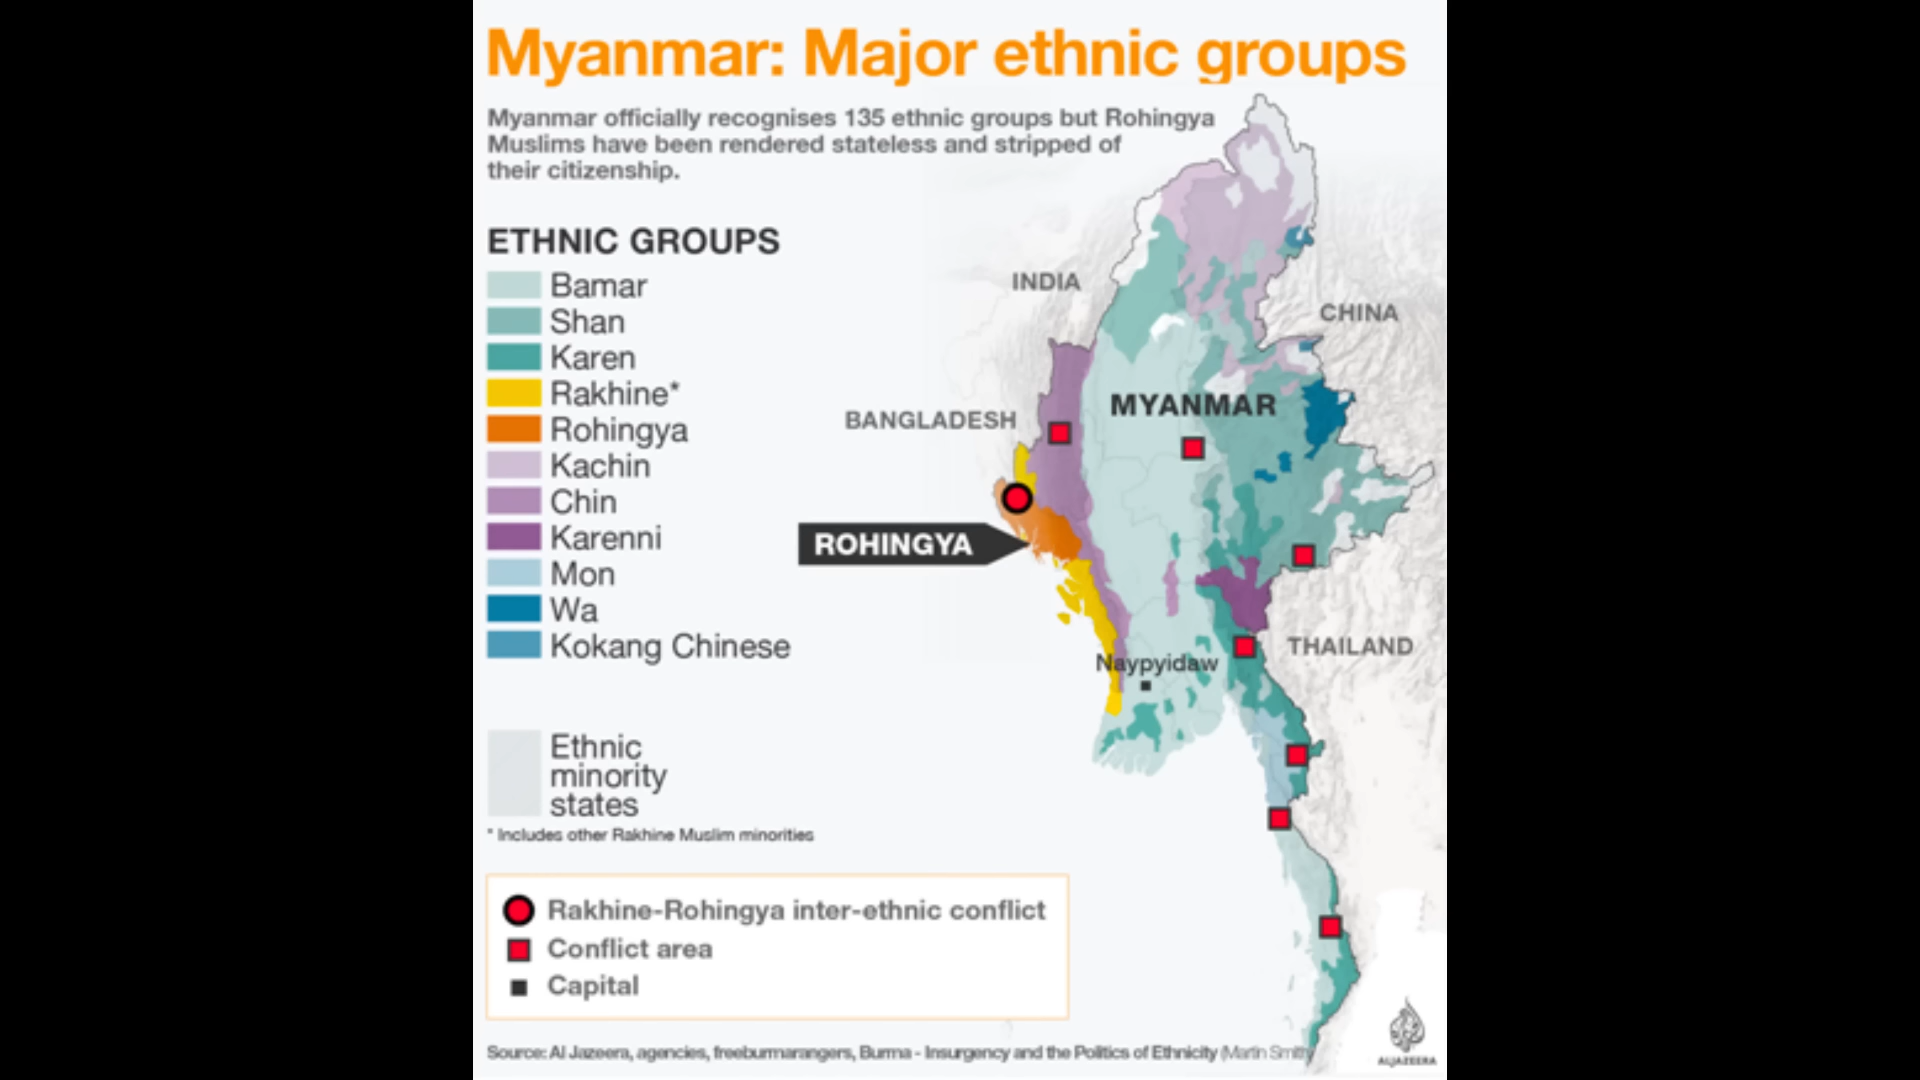 Myanmar: Major ethnic groups
Myanmar officially recognises 135 ethnic groups but Rohingya
Muslims have been rendered stateless and stripped of
their citizenship.
ETHNIC GROUPS
Bamar
Shan
Karen
Rakhine*
Rohingya
Kachin
Chin
Karenni
Mon
Wa
Kokang Chinese
Ethnic
minority
states
* Includes other Rakhine Muslim minorities
INDIA
CHINA
BANGLADESH
MYANMAR
ROHINGYA
THAILAND
Naypyidaw
Rakhine-Rohingya inter-ethnic conflict
Conflict area
Capital
Source: Al Jazeera, agencies, freeburmarangers, Burma - Insurgency and the Politics of Ethnicity (Martin Smith)
ALJAZEERA